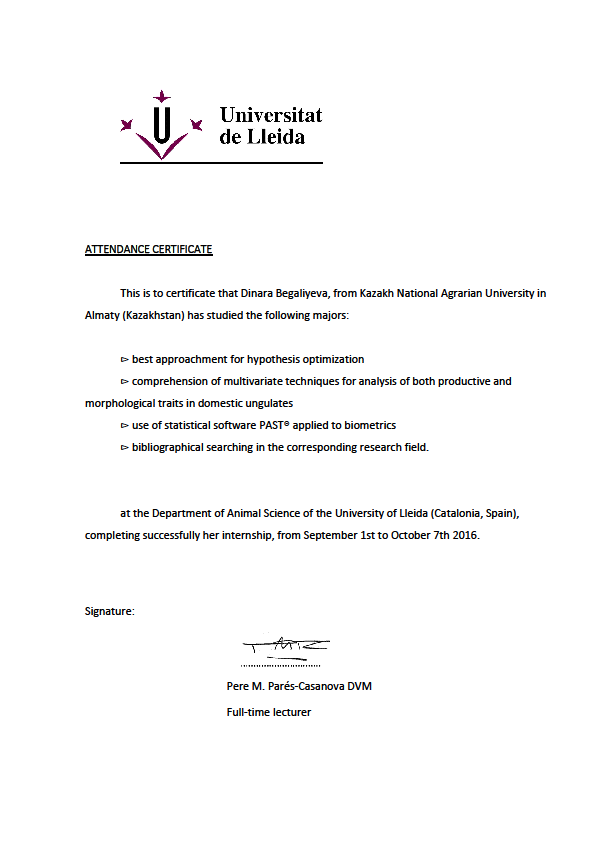 U
Universitat
de Lleida
ATTENDANCE CERTIFICATE
This is to certificate that Dinara Begaliyeva, from Kazakh National Agrarian University in
Almaty (Kazakhstan) has studied the following majors:
▻ best approachment for hypothesis optimization
▻ comprehension of multivariate techniques for analysis of both productive and
morphological traits in domestic ungulates
▻ use of statistical software PAST® applied to biometrics
▻ bibliographical searching in the corresponding research field.
at the Department of Animal Science of the University of Lleida (Catalonia, Spain),
completing successfully her internship, from September 1st to October 7th 2016.
Signature:
Pere M. Parés-Casanova DVM
Full-time lecturer